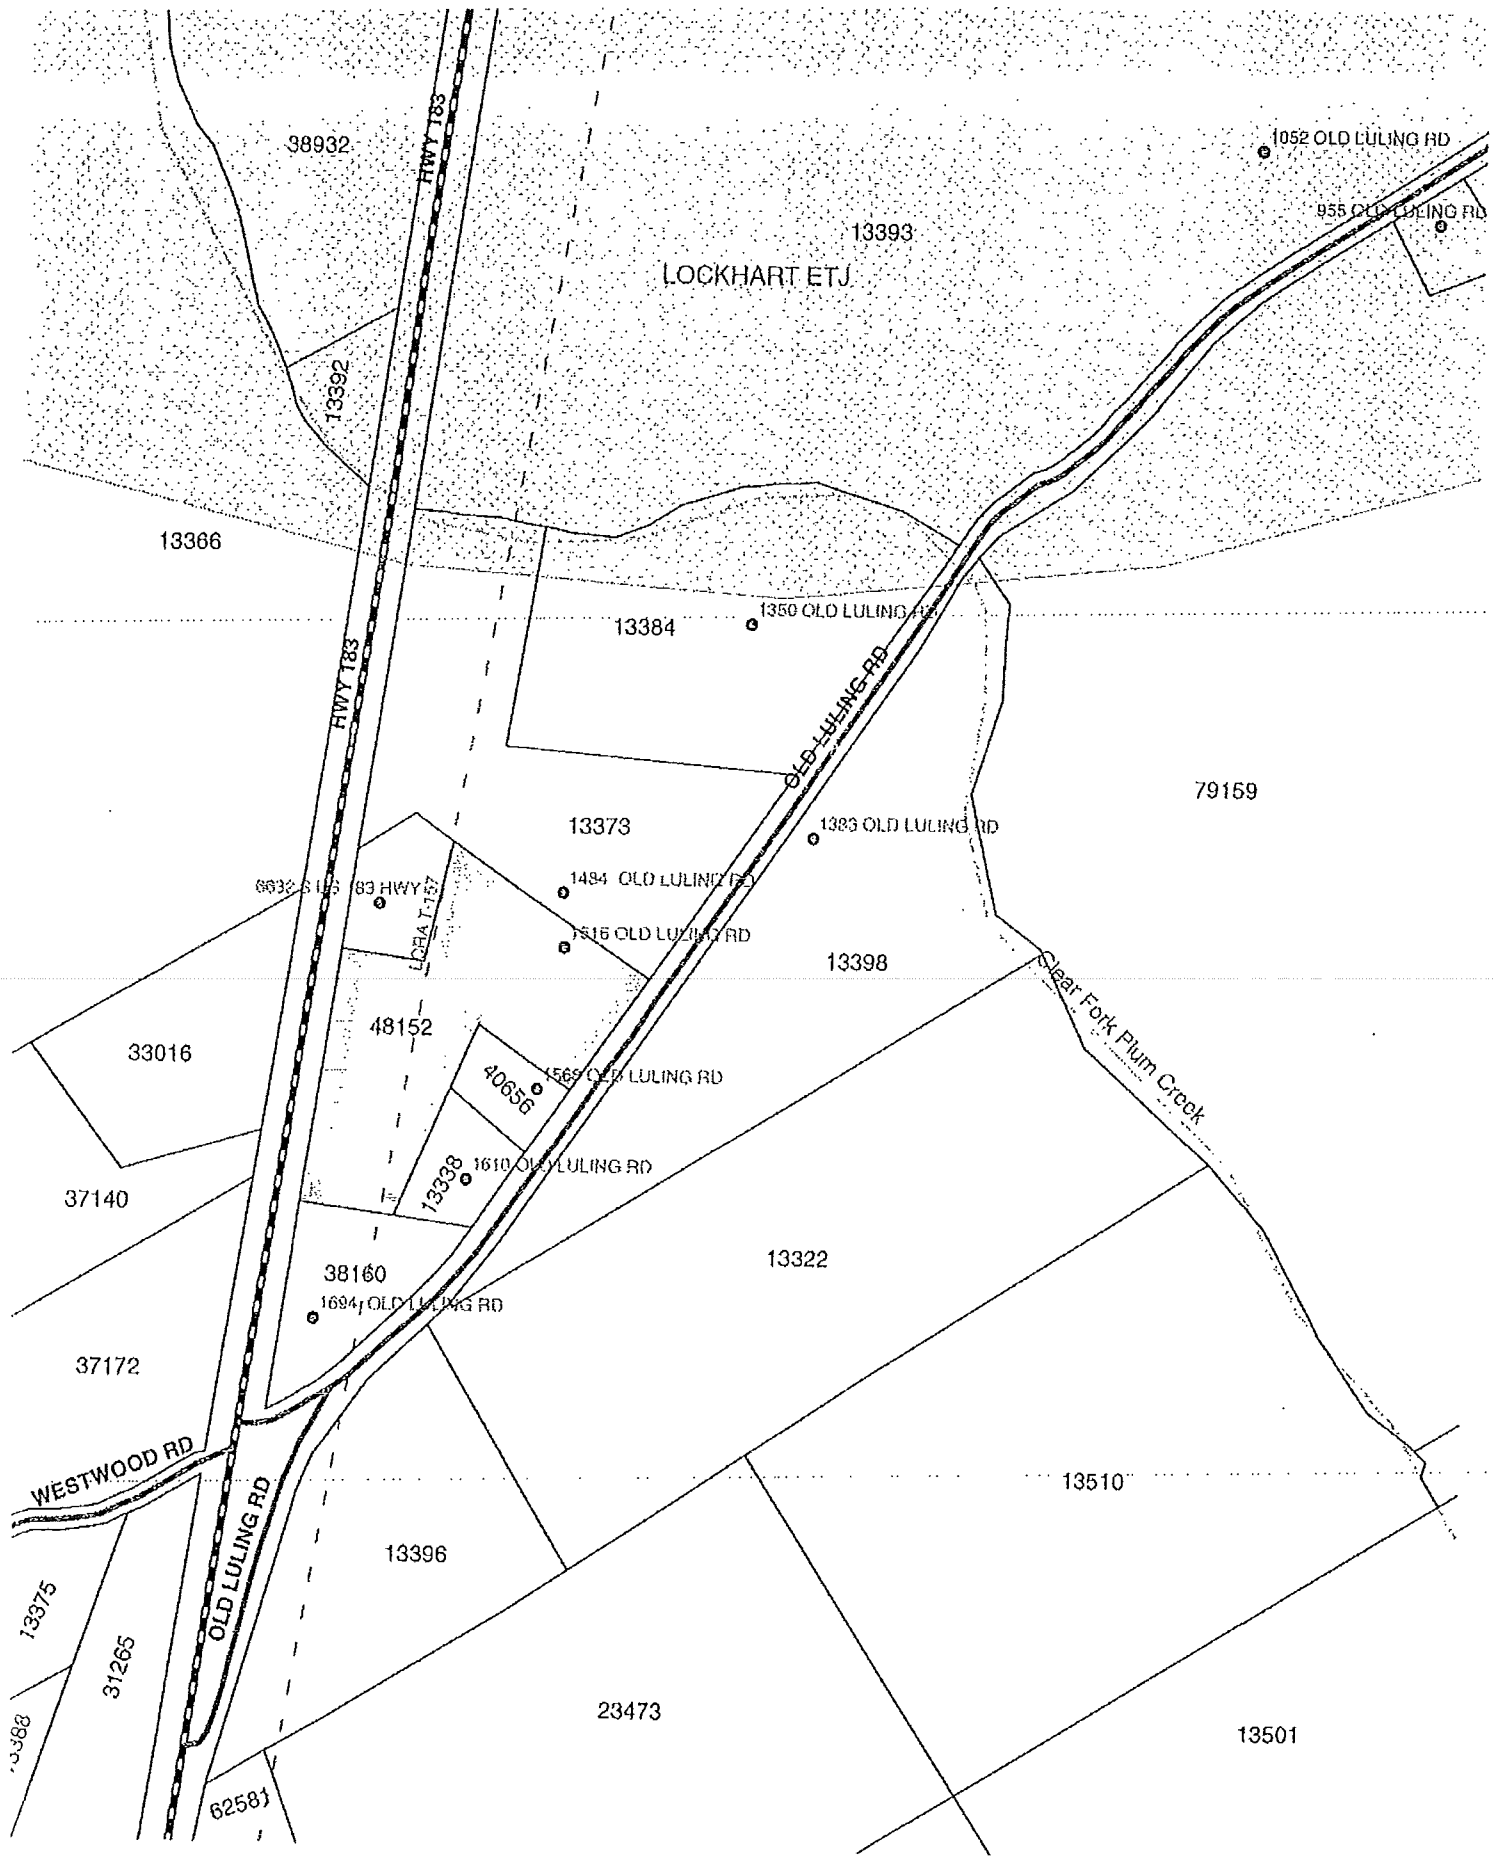 HWY 183
38932
1052 OLD LULING RD
955 OLD LULING RD
13393
LOCKHART ETJ
13392
13366
1350 OLD LULING RD
13384
HWY 183
OLD LULING RD
79159
13373
1383 OLD LULING RD
1484 OLD LULING RD
183 HWY
LCRA T-157
1516 OLD LULING RD
13398
Clear Fork Plum Creek
48152
33016
40656
OLD LULING RD
1610 OLD LULING RD
13338
37140
13322
38160
1694 OLD LULING RD
37172
WESTWOOD RD
OLD LULING RD
13510
13396
13375
31265
23473
13501
62581